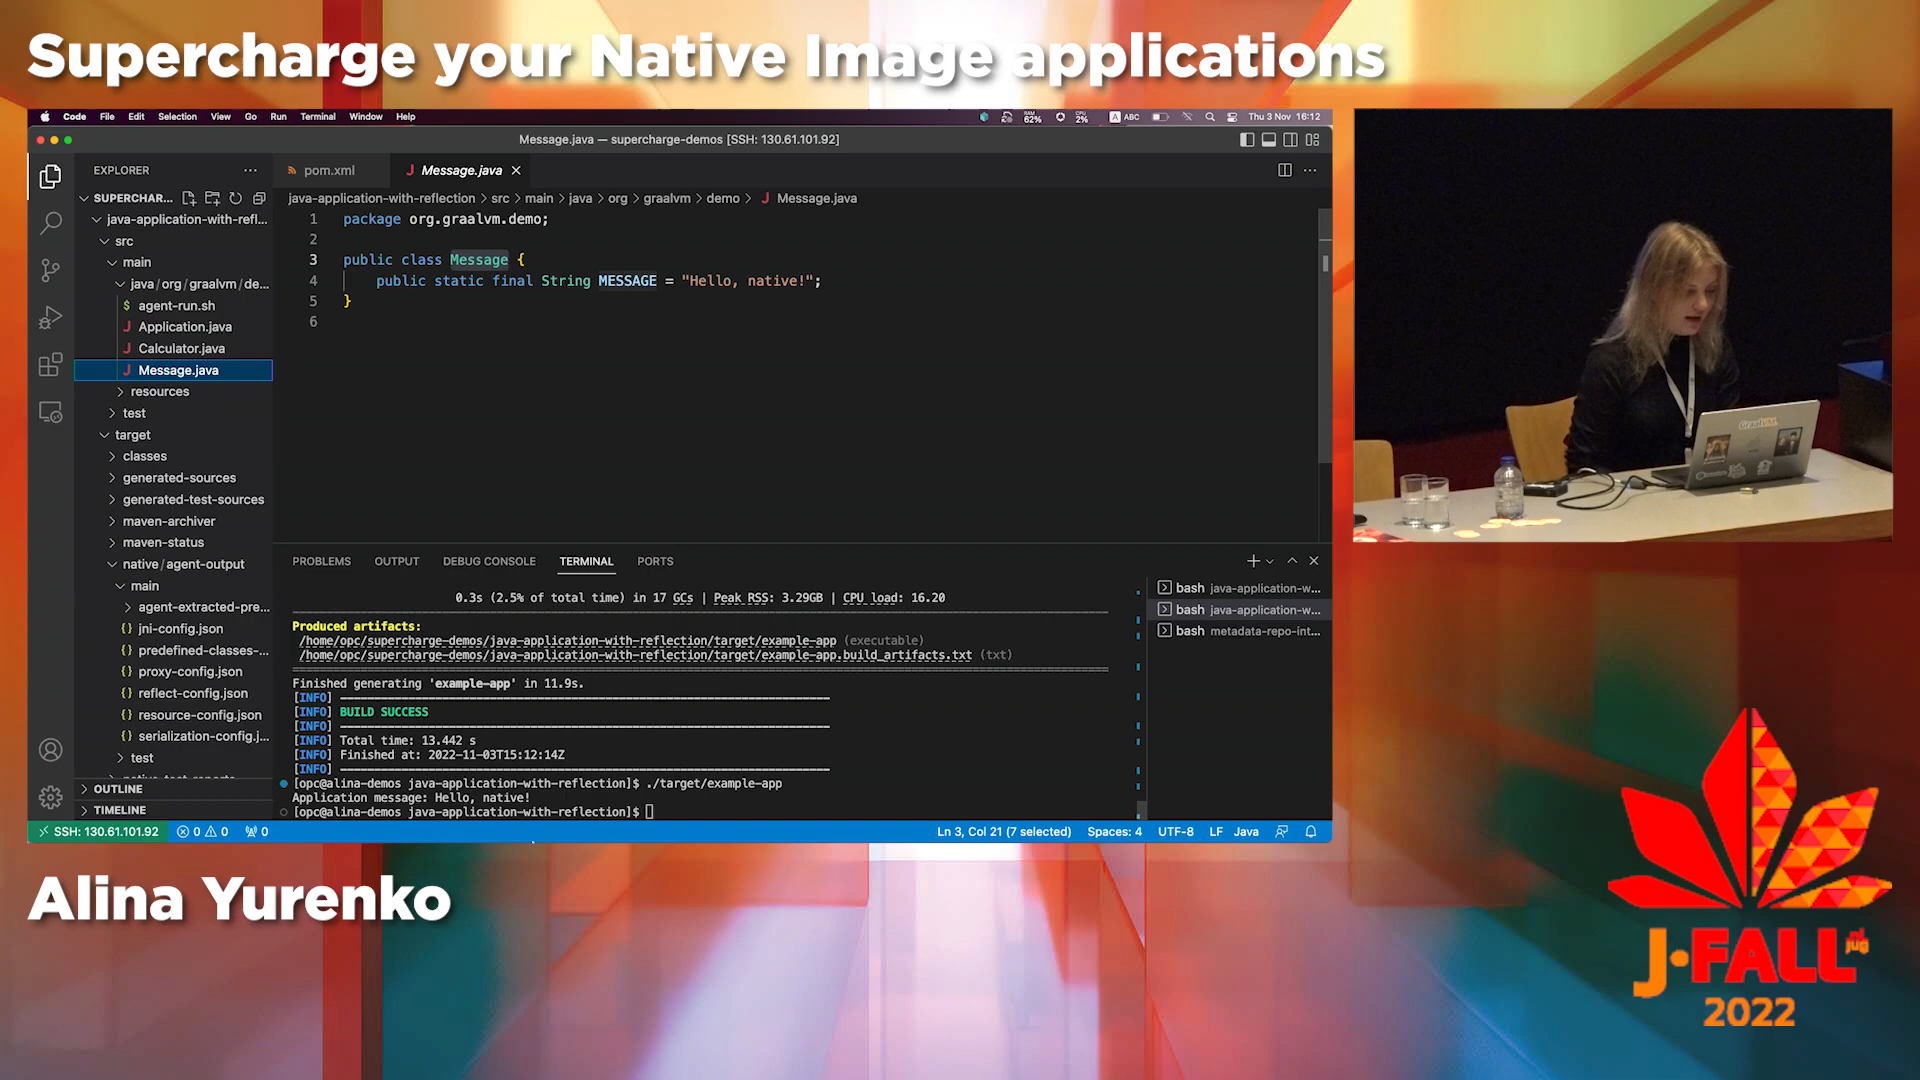 Supercharge your Native Image applications
Code File Edit Selection View Go Run Terminal Window Help
RAM 62% CPU 2% A ABC Thu 3 Nov 16:12
Message.java — supercharge-demos [SSH: 130.61.101.92]
EXPLORER
pom.xml
Message.java
SUPERCHAR...
java-application-with-reflection > src > main > java > org > graalvm > demo > Message.java
java-application-with-refl...
src
main
java/org/graalvm/de...
agent-run.sh
Application.java
Calculator.java
Message.java
resources
test
target
classes
generated-sources
generated-test-sources
maven-archiver
maven-status
native/agent-output
main
agent-extracted-pre...
jni-config.json
predefined-classes-...
proxy-config.json
reflect-config.json
resource-config.json
serialization-config.j...
test
OUTLINE
TIMELINE
1 package org.graalvm.demo;
2
3 public class Message {
4 public static final String MESSAGE = "Hello, native!";
5 }
6
PROBLEMS OUTPUT DEBUG CONSOLE TERMINAL PORTS
0.3s (2.5% of total time) in 17 GCs | Peak RSS: 3.29GB | CPU load: 16.20
Produced artifacts:
/home/opc/supercharge-demos/java-application-with-reflection/target/example-app (executable)
/home/opc/supercharge-demos/java-application-with-reflection/target/example-app.build_artifacts.txt (txt)
Finished generating 'example-app' in 11.9s.
[INFO]
[INFO] BUILD SUCCESS
[INFO]
[INFO] Total time: 13.442 s
[INFO] Finished at: 2022-11-03T15:12:14Z
[INFO]
[opc@alina-demos java-application-with-reflection]$ ./target/example-app
Application message: Hello, native!
[opc@alina-demos java-application-with-reflection]$
bash java-application-w...
bash java-application-w...
bash metadata-repo-int...
SSH: 130.61.101.92 0 0 0
Ln 3, Col 21 (7 selected) Spaces: 4 UTF-8 LF Java
GraalVM
Alina Yurenko
J-FALL
nl jug
2022